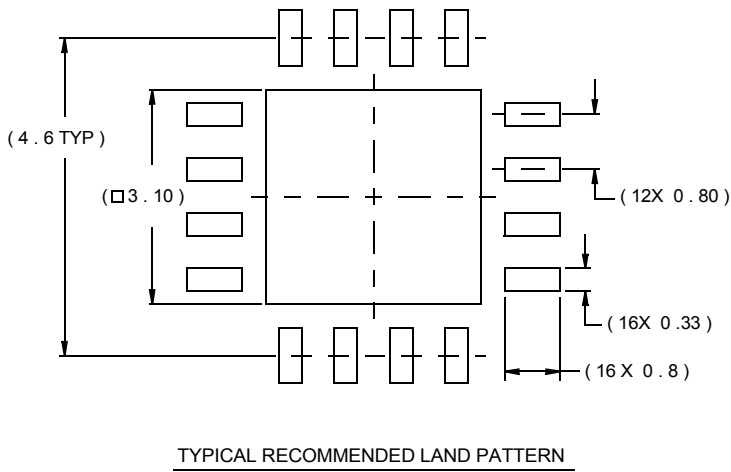 ( 4 . 6 TYP )
( □ 3 . 10 )
( 12X 0 . 80 )
( 16X 0 .33 )
( 16 X 0 . 8 )
TYPICAL RECOMMENDED LAND PATTERN